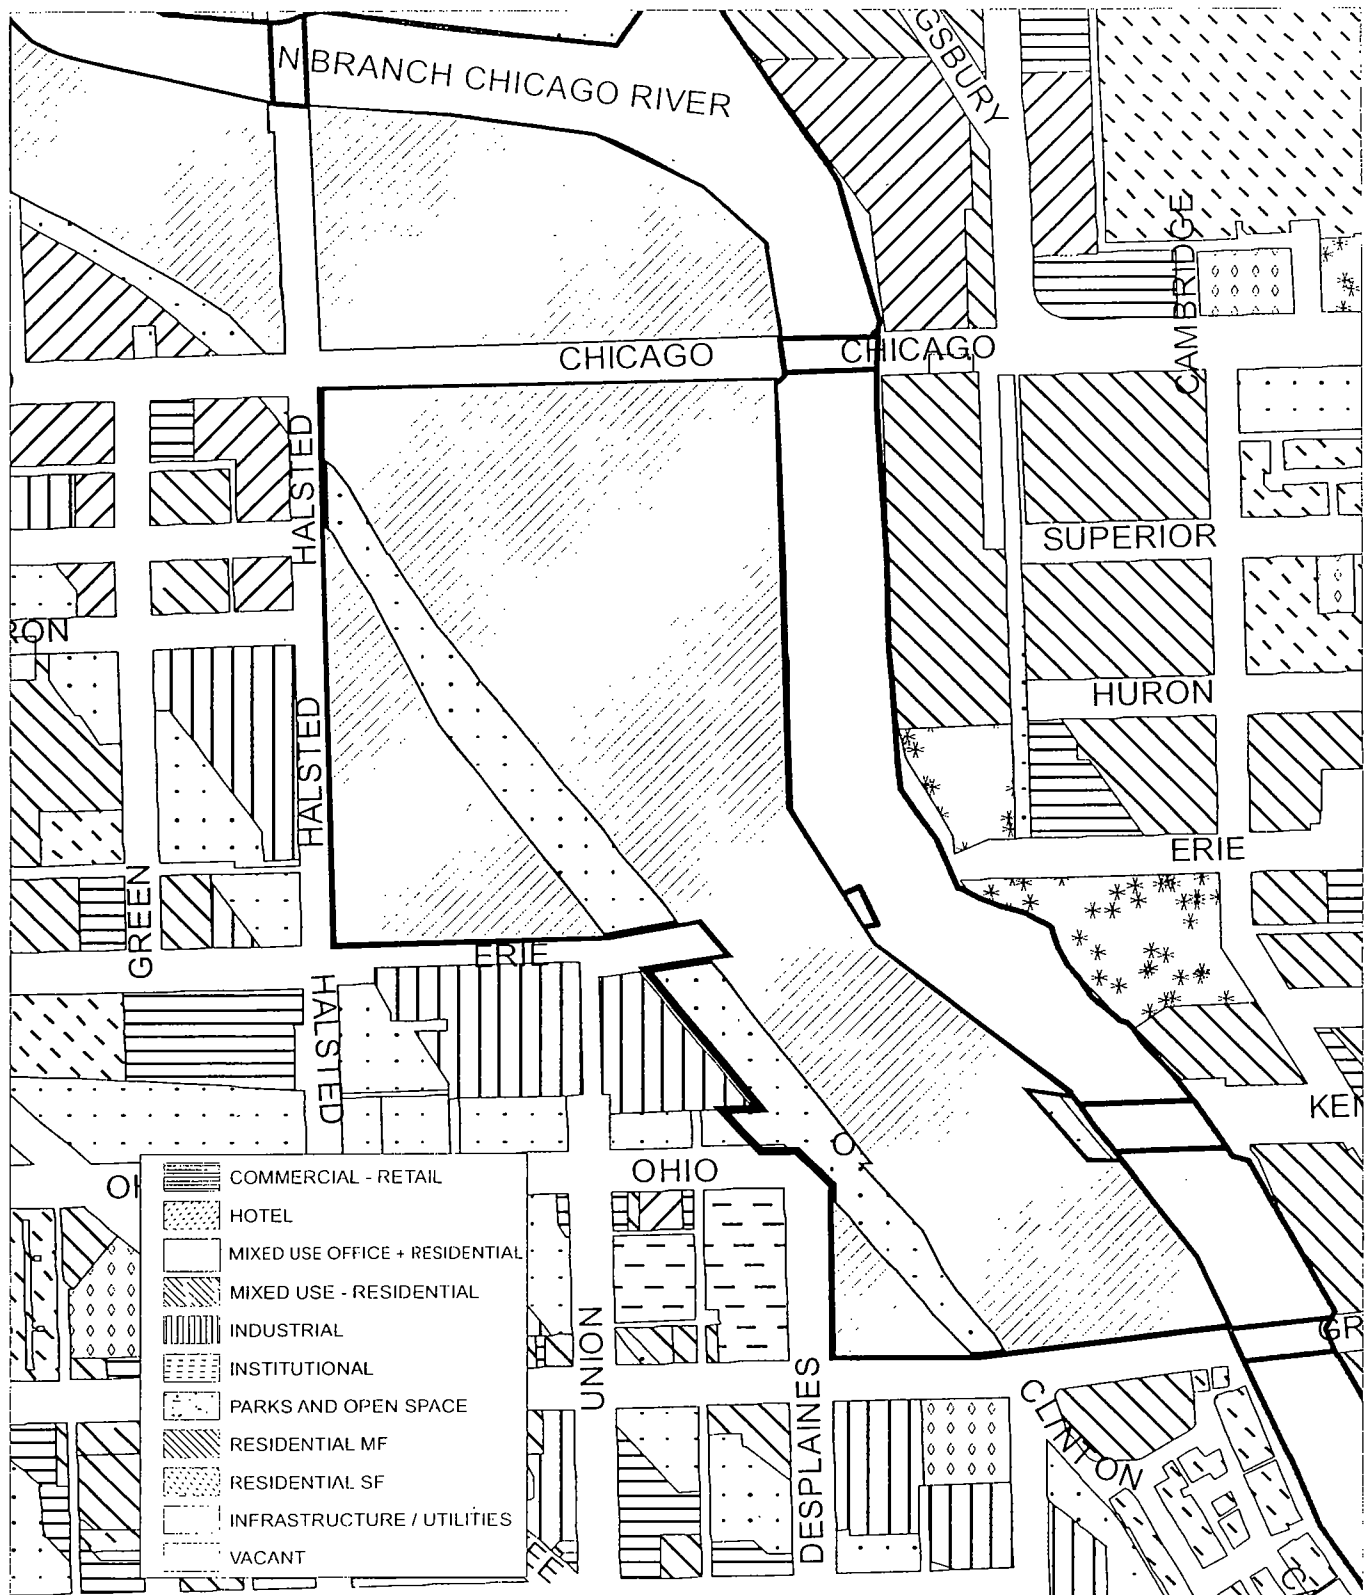 GSBURY
N BRANCH CHICAGO RIVER
CAMBRIDGE
CHICAGO
CHICAGO
HALSTED
SUPERIOR
RON
HURON
HALSTED
ERIE
GREEN
ERIE
HALSTED
KEN
OHIO
O
OH
COMMERCIAL - RETAIL
HOTEL
MIXED USE OFFICE + RESIDENTIAL
MIXED USE - RESIDENTIAL
INDUSTRIAL
INSTITUTIONAL
PARKS AND OPEN SPACE
RESIDENTIAL MF
RESIDENTIAL SF
INFRASTRUCTURE / UTILITIES
VACANT
UNION
DESPLAINES
GR
CLINTON
EE